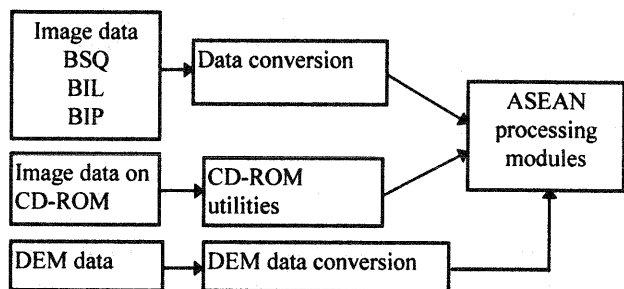 Image data
BSQ
BIL
BIP
Data conversion
ASEAN
processing
modules
Image data on
CD-ROM
CD-ROM
utilities
DEM data
DEM data conversion